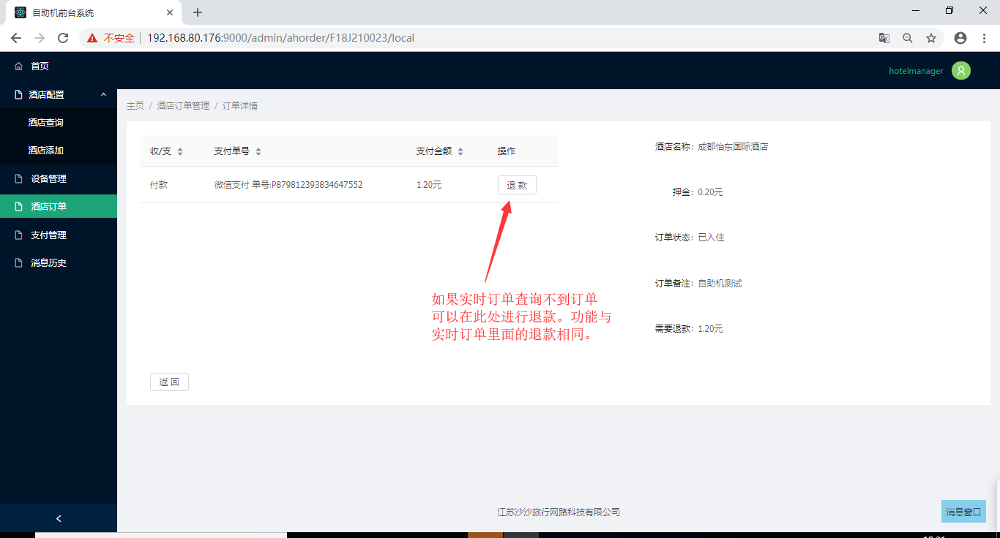 自助机前台系统
不安全
192.168.80.176:9000/admin/ahorder/F18J210023/local
首页
hotelmanager
酒店配置
酒店查询
酒店添加
设备管理
酒店订单
支付管理
消息历史
主页 / 酒店订单管理 / 订单详情
收/支 支付单号 支付金额 操作
付款 微信支付 单号:P879812393834647552 1.20元 退 款
酒店名称: 成都怡东国际酒店
押金: 0.20元
订单状态: 已入住
订单备注: 自助机测试
需要退款: 1.20元
如果实时订单查询不到订单
可以在此处进行退款。功能与
实时订单里面的退款相同。
返 回
江苏沙沙旅行网路科技有限公司
消息窗口